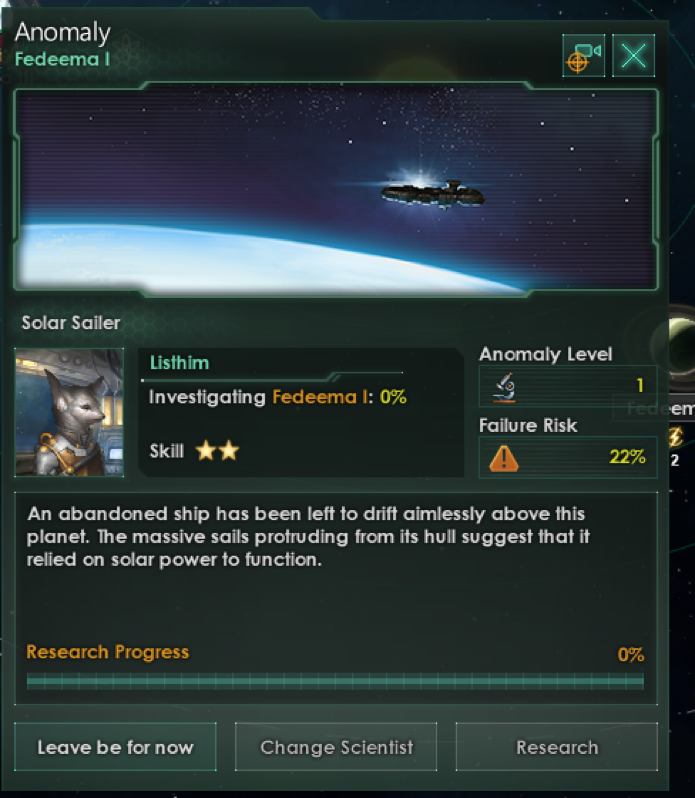 Anomaly
Fedeema I
Solar Sailer
Listhim
Investigating Fedeema I: 0%
Skill
Anomaly Level
1
Failure Risk
22%
2
An abandoned ship has been left to drift aimlessly above this
planet. The massive sails protruding from its hull suggest that it
relied on solar power to function.
Research Progress
0%
Leave be for now
Change Scientist
Research